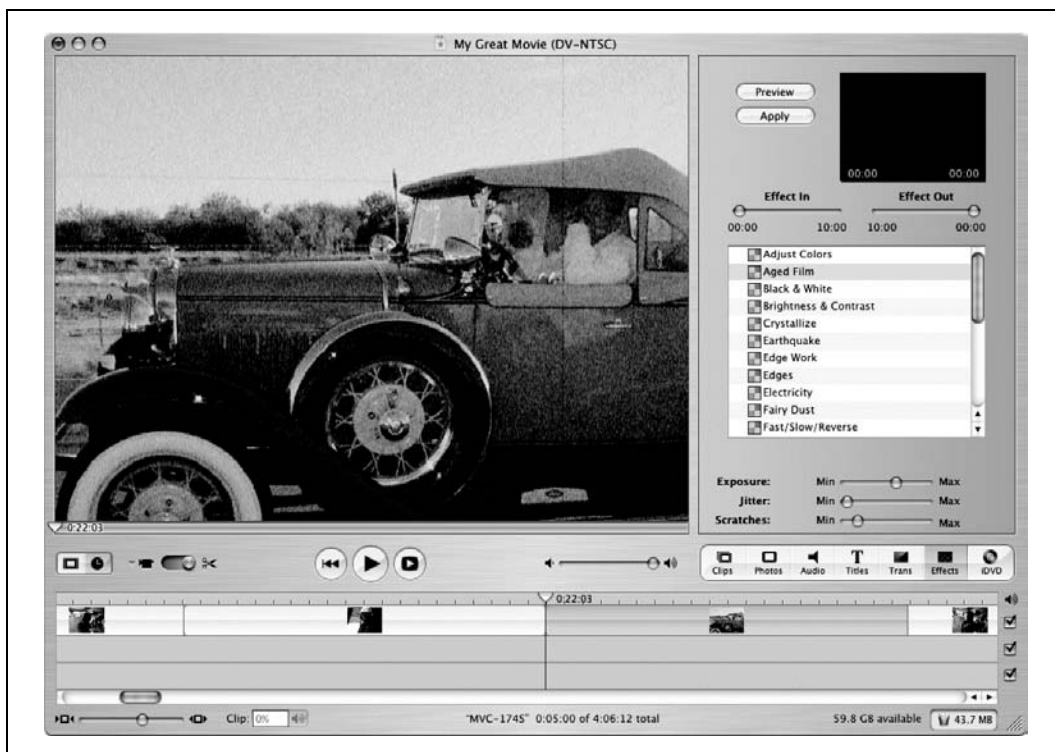 My Great Movie (DV-NTSC)
Preview
Apply
00:00 00:00
Effect In Effect Out
00:00 10:00 10:00 00:00
Adjust Colors
Aged Film
Black & White
Brightness & Contrast
Crystallize
Earthquake
Edge Work
Edges
Electricity
Fairy Dust
Fast/Slow/Reverse
Exposure: Min Max
Jitter: Min Max
Scratches: Min Max
0:22:03
Clips Photos Audio Titles Trans Effects iDVD
0:22:03
Clip: 0% "MVC-174S" 0:05:00 of 4:06:12 total 59.8 GB available 43.7 MB